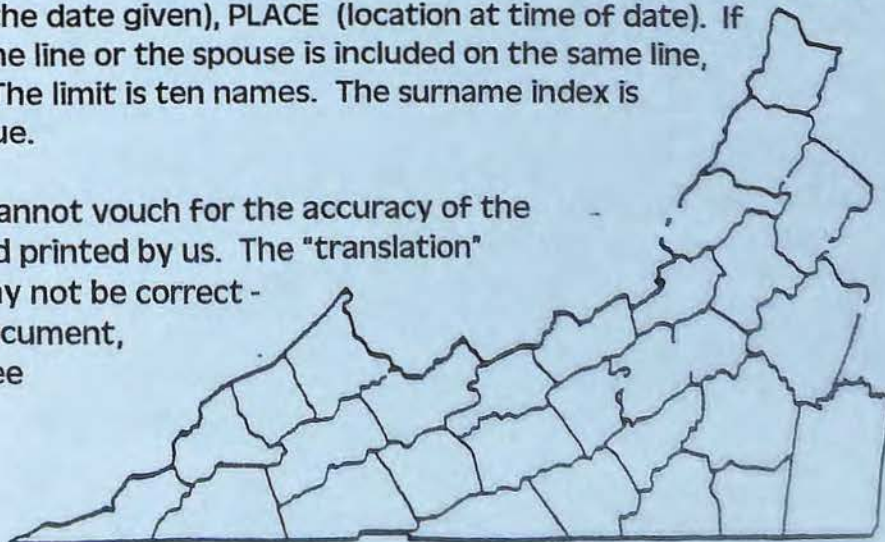 the date given), PLACE (location at time of date). If
ne line or the spouse is included on the same line,
The limit is ten names. The surname index is
ue.
annot vouch for the accuracy of the
d printed by us. The "translation"
ay not be correct -
cument,
ee